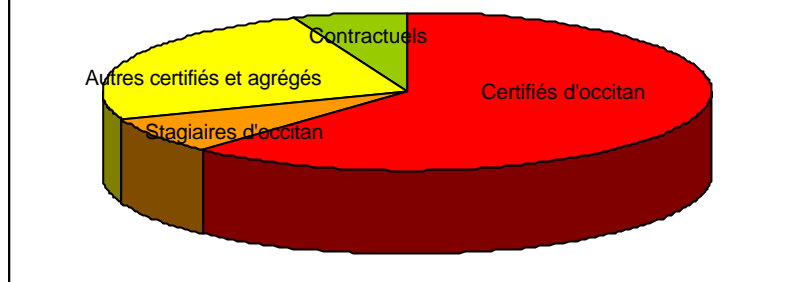 Contractuels
Autres certifiés et agrégés
Certifiés d'occitan
Stagiaires d'occitan